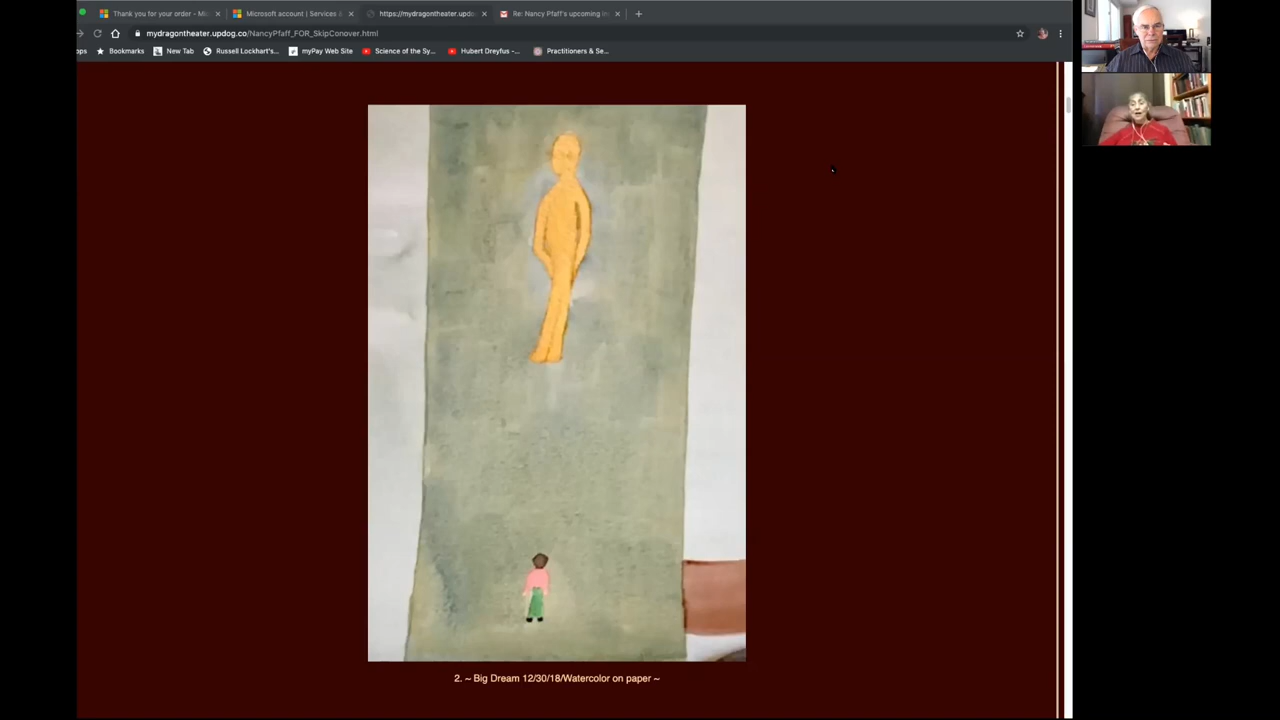 Thank you for your order - Mi
Microsoft account | Services &
https://mydragontheater.updo
Re: Nancy Pfaff's upcoming In
mydragontheater.updog.co/NancyPfaff_FOR_SkipConover.html
ops
Bookmarks
New Tab
Russell Lockhart's...
myPay Web Site
Science of the Sy...
Hubert Dreyfus -...
Practitioners & Se...
2. ~ Big Dream 12/30/18/Watercolor on paper ~